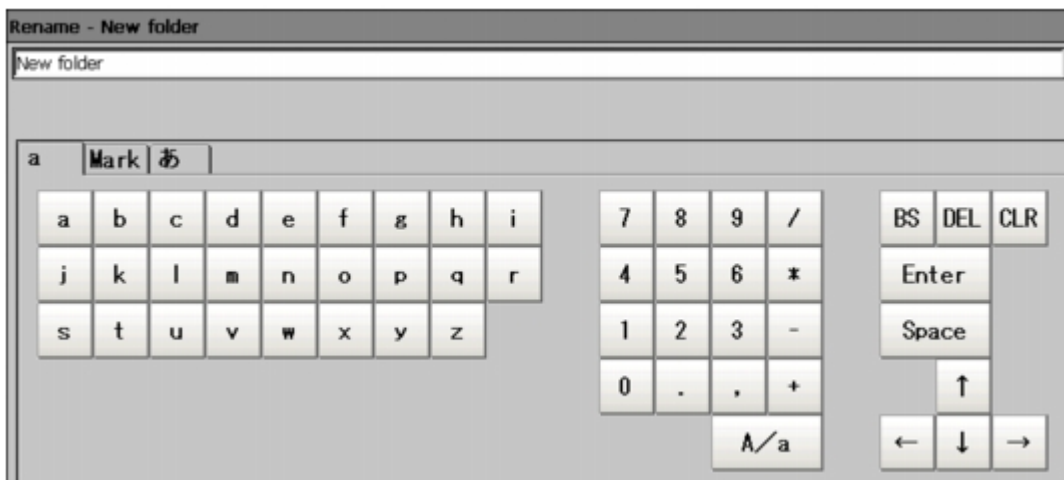 Rename - New folder
New folder
a Mark あ
a b c d e f g h i 7 8 9 / BS DEL CLR
j k l m n o p q r 4 5 6 * Enter
s t u v w x y z 1 2 3 - Space
0 . , + ↑
A/a ← ↓ →